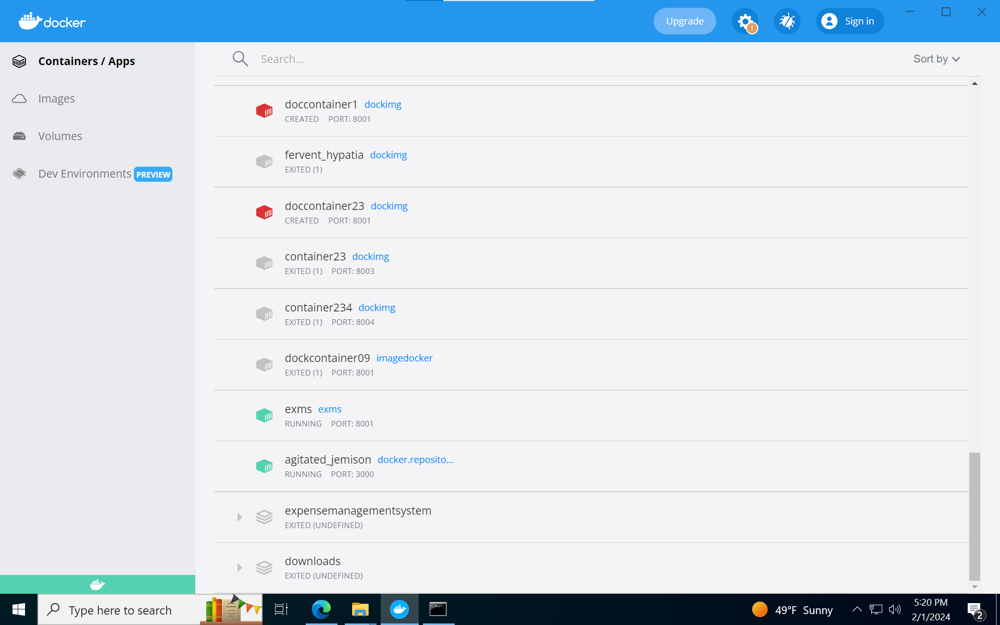 docker
Upgrade
Sign in
Containers / Apps
Images
Volumes
Dev Environments PREVIEW
Search...
Sort by
doccontainer1 dockimg
CREATED PORT: 8001
fervent_hypatia dockimg
EXITED (1)
doccontainer23 dockimg
CREATED PORT: 8001
container23 dockimg
EXITED (1) PORT: 8003
container234 dockimg
EXITED (1) PORT: 8004
dockcontainer09 imagedocker
EXITED (1) PORT: 8001
exms exms
RUNNING PORT: 8001
agitated_jemison docker.reposito...
RUNNING PORT: 3000
expensemanagementsystem
EXITED (UNDEFINED)
downloads
EXITED (UNDEFINED)
Type here to search
49°F Sunny
5:20 PM
2/1/2024
2